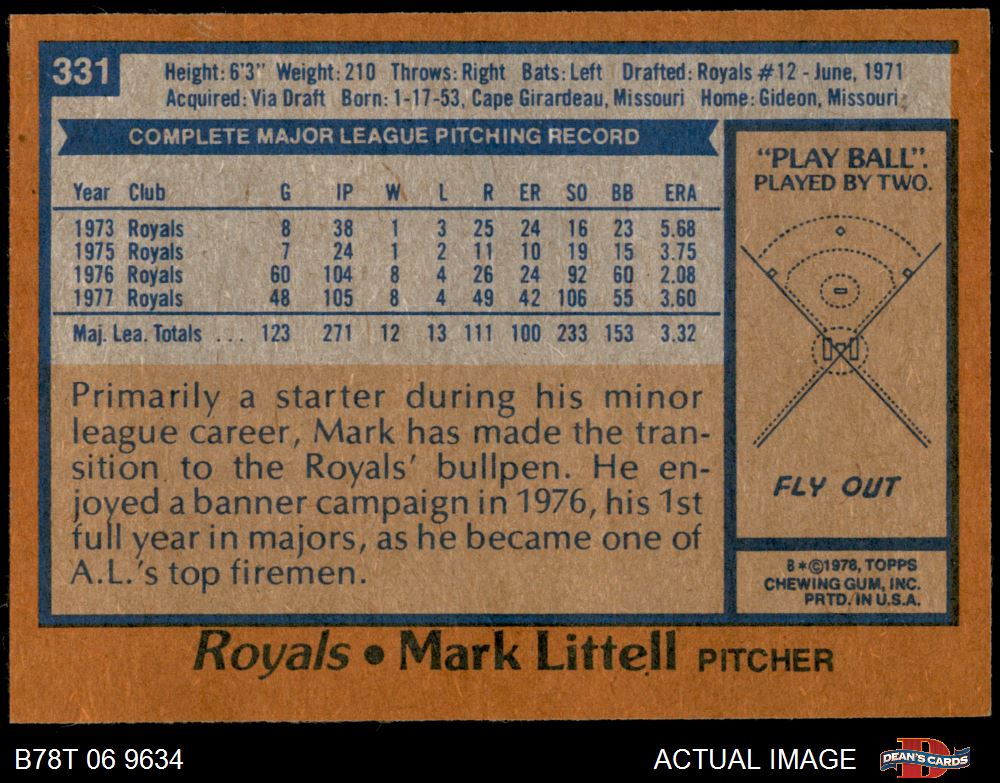 331
Height: 6'3" Weight: 210 Throws: Right Bats: Left Drafted: Royals #12 - June, 1971
Acquired: Via Draft Born: 1-17-53, Cape Girardeau, Missouri Home: Gideon, Missouri
COMPLETE MAJOR LEAGUE PITCHING RECORD
Year Club G IP W L R ER SO BB ERA
1973 Royals 8 38 1 3 25 24 16 23 5.68
1975 Royals 7 24 1 2 11 10 19 15 3.75
1976 Royals 60 104 8 4 26 24 92 60 2.08
1977 Royals 48 105 8 4 49 42 106 55 3.60
Maj. Lea. Totals ... 123 271 12 13 111 100 233 153 3.32
Primarily a starter during his minor
league career, Mark has made the tran-
sition to the Royals' bullpen. He en-
joyed a banner campaign in 1976, his 1st
full year in majors, as he became one of
A.L.'s top firemen.
"PLAY BALL".
PLAYED BY TWO.
FLY OUT
8*©1978, TOPPS
CHEWING GUM, INC.
PRTD. IN U.S.A.
Royals • Mark Littell PITCHER
B78T 06 9634
ACTUAL IMAGE
DEAN'S CARDS